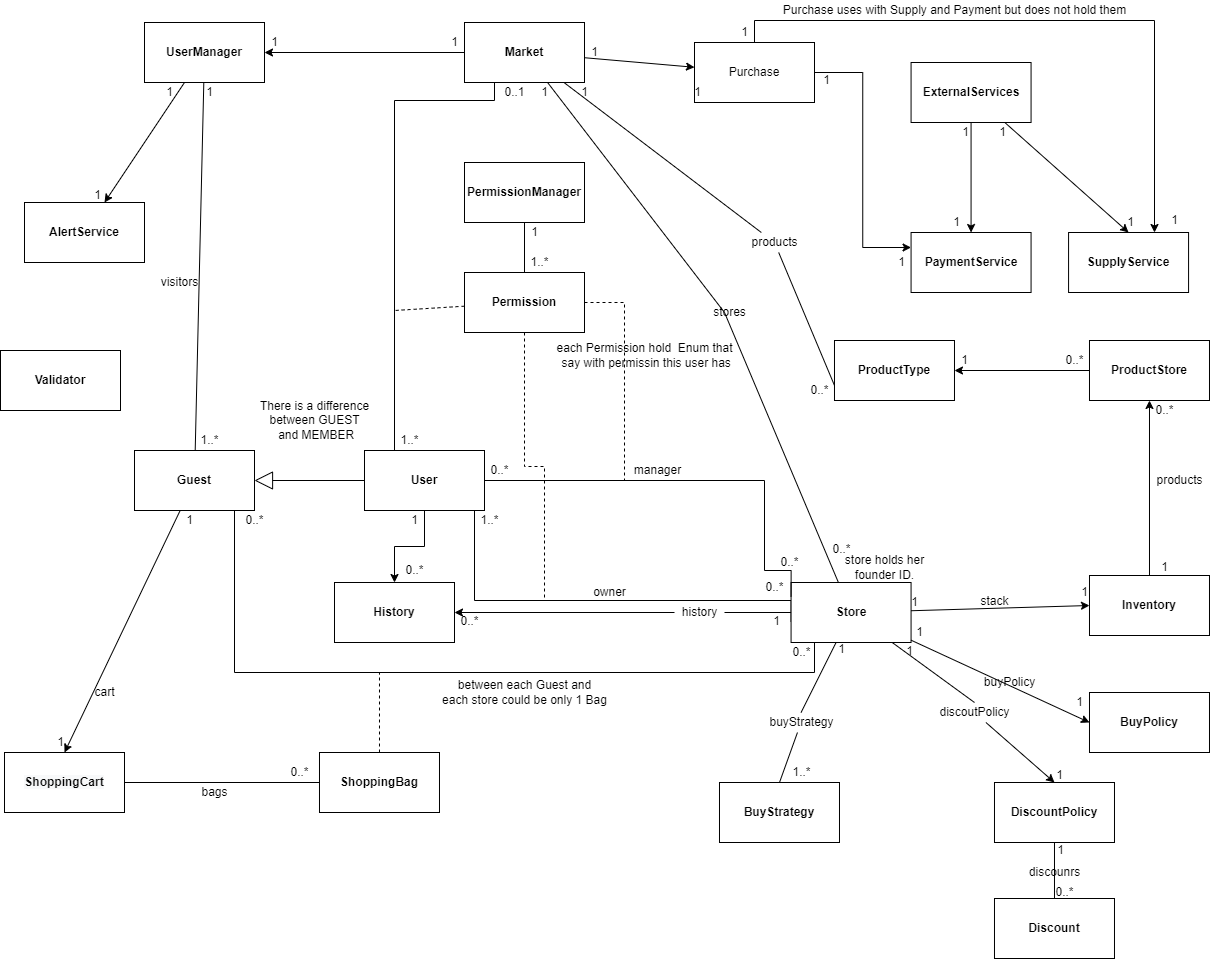 Purchase uses with Supply and Payment but does not hold them
UserManager
1
1
Market
1
1
Purchase
1
1
ExternalServices
1
1
0..1
1
1
1
1
1
1
AlertService
PermissionManager
1
1..*
Permission
products
1
1
PaymentService
1
1
SupplyService
visitors
stores
each Permission hold  Enum that
say with permissin this user has
Validator
0..*
ProductType
1
0..*
ProductStore
0..*
There is a difference
between GUEST
and MEMBER
1..*
Guest
1..*
User
0..*
manager
products
1
0..*
1
1..*
0..*
0..*
store holds her
founder ID.
0..*
0..*
1
History
0..*
owner
history
0..*
1
Store
1
stack
1
Inventory
between each Guest and
each store could be only 1 Bag
0..*
1
1
1
buyPolicy
1
BuyPolicy
cart
discoutPolicy
buyStrategy
1
ShoppingCart
bags
0..*
ShoppingBag
1..*
BuyStrategy
1
DiscountPolicy
1
discounrs
0..*
Discount